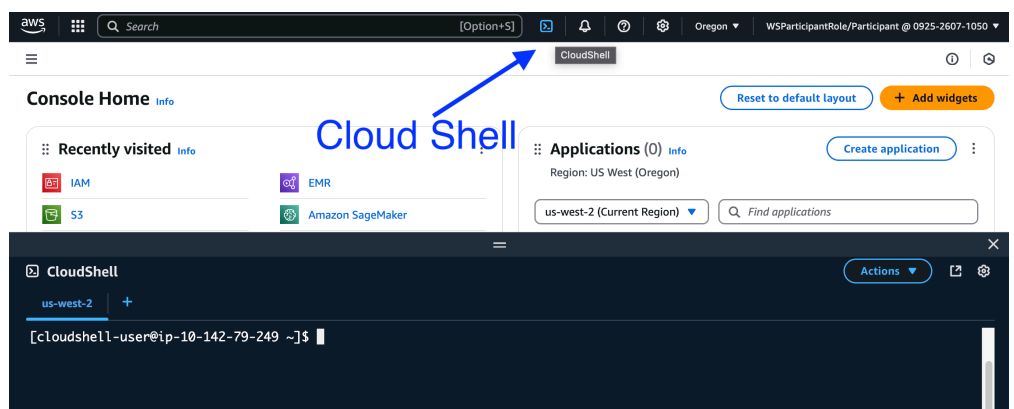 aws Search [Option+S] Oregon ▼ WSParticipantRole/Participant @ 0925-2607-1050 ▼
CloudShell
Console Home Info Reset to default layout + Add widgets
Cloud Shell
Recently visited Info
Applications (0) Info Create application
Region: US West (Oregon)
IAM EMR
S3 Amazon SageMaker
us-west-2 (Current Region) ▼ Find applications
CloudShell Actions ▼
us-west-2 +
[cloudshell-user@ip-10-142-79-249 ~]$